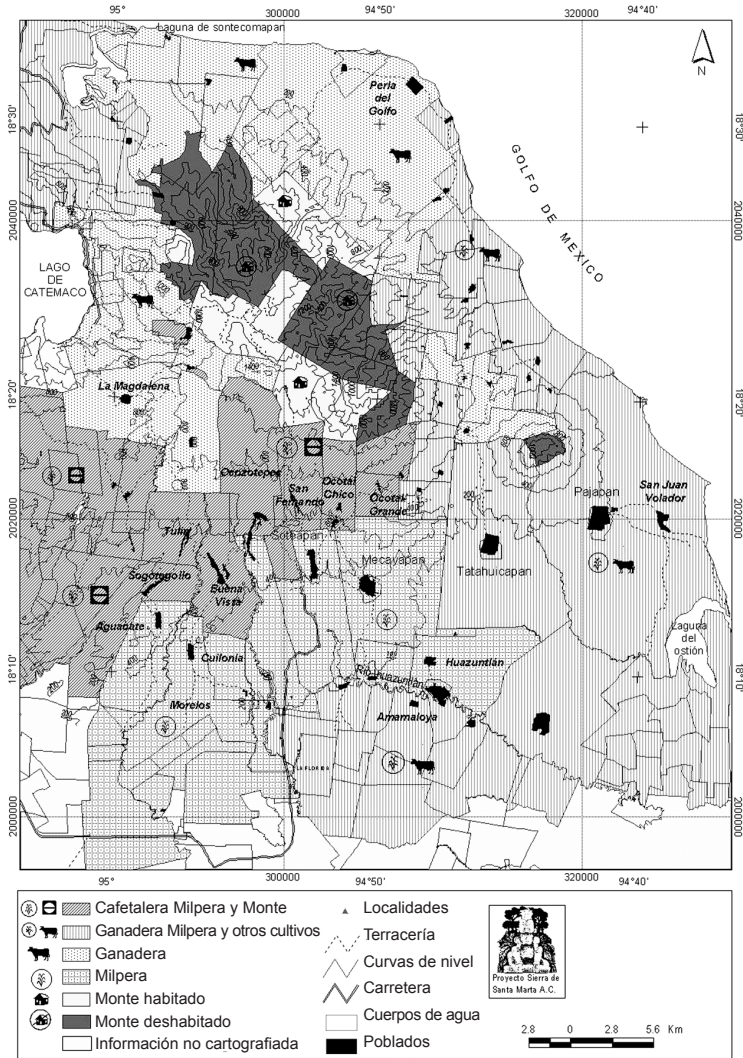 95°
300000
94°50'
320000
94°40'
Laguna de sontecomapan
N
Perla
del
Golfo
18°30'
18°30'
GOLFO DE MEXICO
2040000
2040000
LAGO
DE
CATEMACO
La Magdalena
18°20'
18°20'
Ocozotepec
San
Fernando
Ocotal
Chico
Ocotal
Grande
Pajapan
San Juan
Volador
2020000
2020000
Tulin
Soteapan
Mecayapan
Tatahuicapan
Sogotegoilo
Buena
Vista
Aguacate
Laguna
del
ostión
Cuilonia
Huazuntlán
18°10'
18°10'
Río Huazuntlán
Morelos
Amamaloya
LA FLORIDA
2000000
2000000
95°
300000
94°50'
320000
94°40'
Cafetalera Milpera y Monte
Ganadera Milpera y otros cultivos
Ganadera
Milpera
Monte habitado
Monte deshabitado
Información no cartografiada
Localidades
Terracería
Curvas de nivel
Carretera
Cuerpos de agua
Poblados
Proyecto Sierra de
Santa Marta A.C.
2.8 0 2.8 5.6 Km